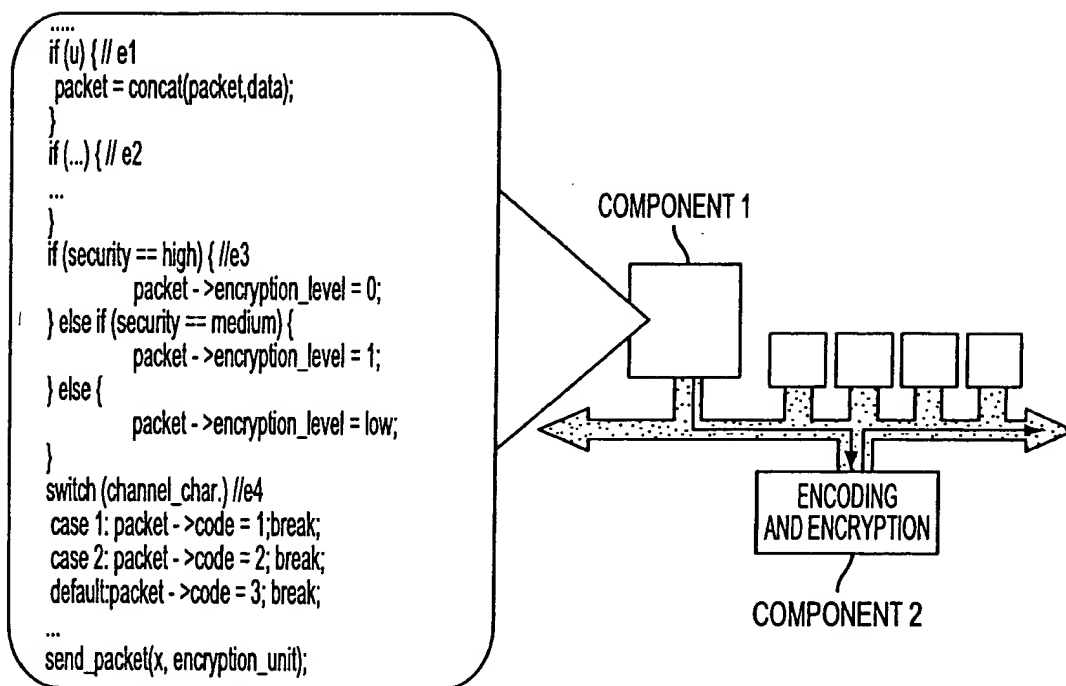 .....
if (u) { // e1
packet = concat(packet,data);
}
if (...) { // e2
...
}
if (security == high) { //e3
packet - >encryption_level = 0;
} else if (security == medium) {
packet - >encryption_level = 1;
} else {
packet - >encryption_level = low;
}
switch (channel_char.) //e4
case 1: packet - >code = 1;break;
case 2: packet - >code = 2; break;
default:packet - >code = 3; break;
...
send_packet(x, encryption_unit);
COMPONENT 1
ENCODING
AND ENCRYPTION
COMPONENT 2